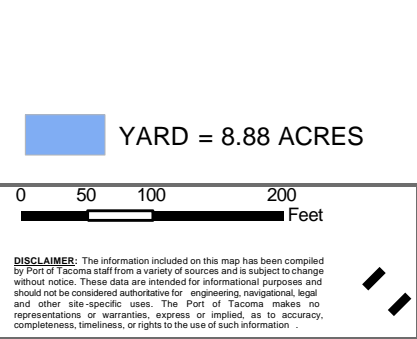 YARD = 8.88 ACRES
0 50 100 200
Feet
DISCLAIMER: The information included on this map has been compiled
by Port of Tacoma staff from a variety of sources and is subject to change
without notice. These data are intended for informational purposes and
should not be considered authoritative for engineering, navigational, legal
and other site-specific uses. The Port of Tacoma makes no
representations or warranties, express or implied, as to accuracy,
completeness, timeliness, or rights to the use of such information .